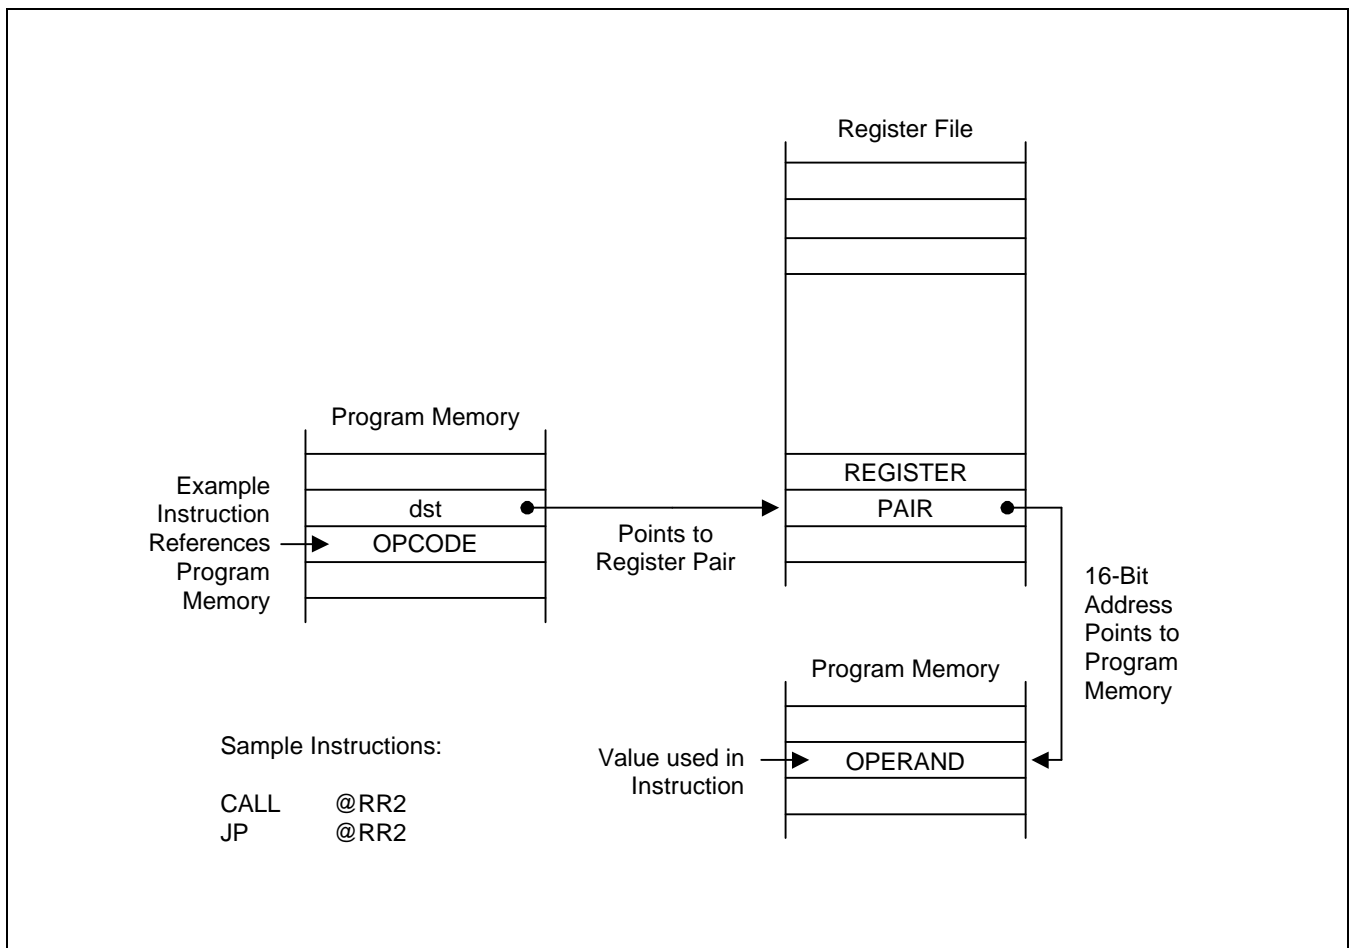 Register File
Program Memory
REGISTER
Example
Instruction
References
Program
Memory
dst
OPCODE
Points to
Register Pair
PAIR
16-Bit
Address
Points to
Program
Memory
Program Memory
Sample Instructions:
Value used in
Instruction
OPERAND
CALL @RR2
JP @RR2